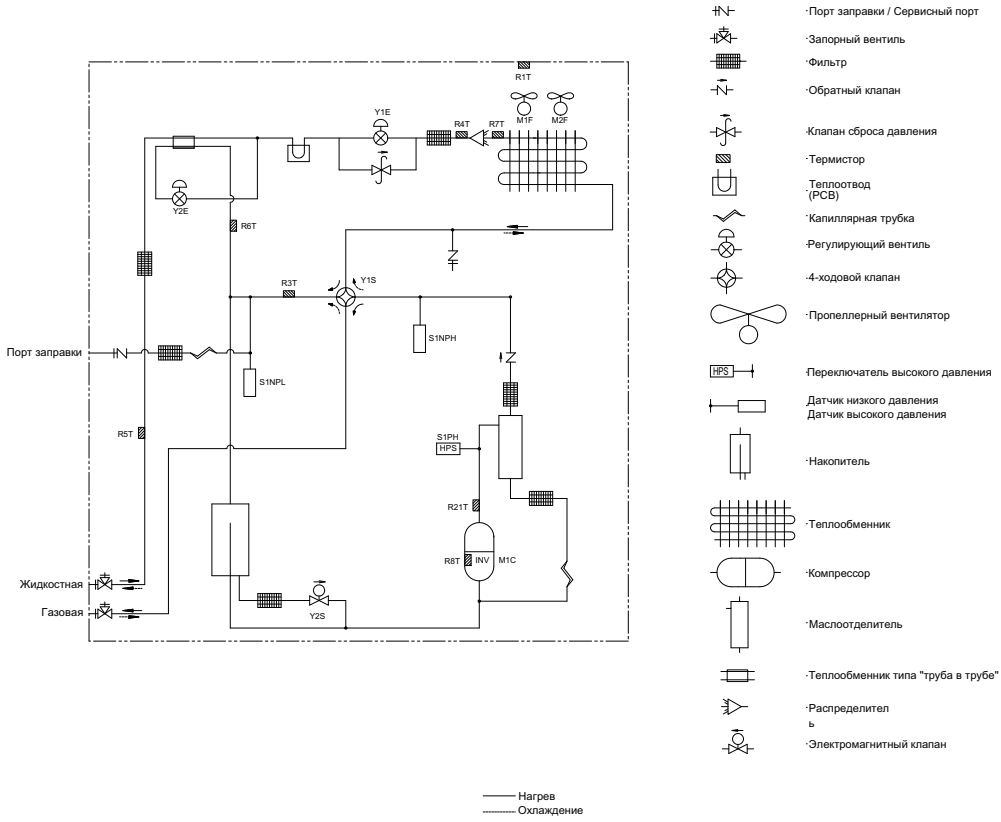 R1T
M1F
M2F
Y1E
R4T
R7T
Y2E
R6T
R3T
Y1S
S1NPH
Порт заправки
S1NPL
R5T
S1PH
HPS
R21T
R8T
INV
M1C
Жидкостная
Газовая
Y2S
Нагрев
Охлаждение
·Порт заправки / Сервисный порт
·Запорный вентиль
·Фильтр
·Обратный клапан
·Клапан сброса давления
·Термистор
·Теплоотвод
(PCB)
·Капиллярная трубка
·Регулирующий вентиль
·4-ходовой клапан
·Пропеллерный вентилятор
HPS
·Переключатель высокого давления
Датчик низкого давления
Датчик высокого давления
·Накопитель
·Теплообменник
·Компрессор
·Маслоотделитель
·Теплообменник типа "труба в трубе"
·Распределител
ь
·Электромагнитный клапан